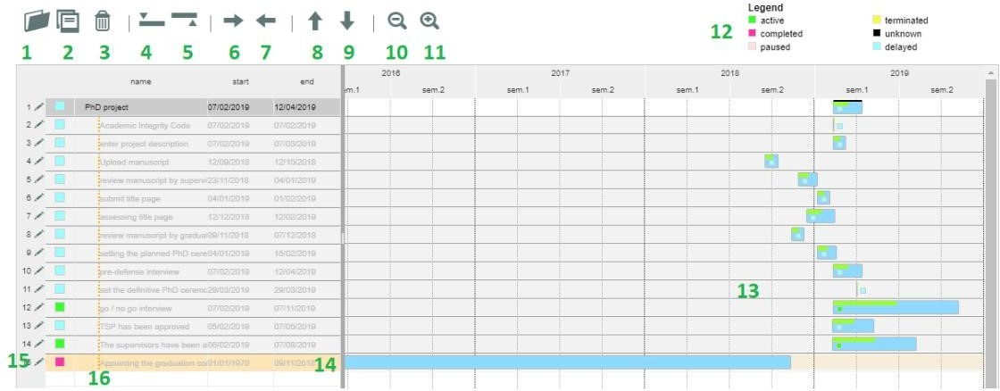 Legend
active terminated
12 completed unknown
paused delayed
1 2 3 4 5 6 7 8 9 10 11
name start end 2016 2017 2018 2019
em.1 sem.2 sem.1 sem.2 sem.1 sem.2 sem.1 sem.2
1 PhD project 07/02/2019 12/04/2019
2 Academic Integrity Code 07/02/2019 07/02/2019
3 enter project description 07/02/2019 07/03/2019
4 Upload manuscript 12/09/2018 12/10/2018
5 review manuscript by supervi 23/11/2018 04/01/2019
6 submit title page 04/01/2019 01/02/2019
7 assessing title page 12/12/2018 12/02/2019
8 review manuscript by gradua 09/11/2018 07/12/2018
9 setting the planned PhD cere 04/01/2019 15/02/2019
10 pre-defense interview 07/02/2019 12/04/2019
11 set the definitive PhD ceremo 29/03/2019 29/03/2019 13
12 go / no go interview 07/02/2019 07/11/2019
13 TSP has been approved 05/02/2019 07/05/2019
14 The supervisors have been a 06/02/2019 07/08/2019
15 Appointing the graduation co 01/01/1970 09/11/2018 14
16